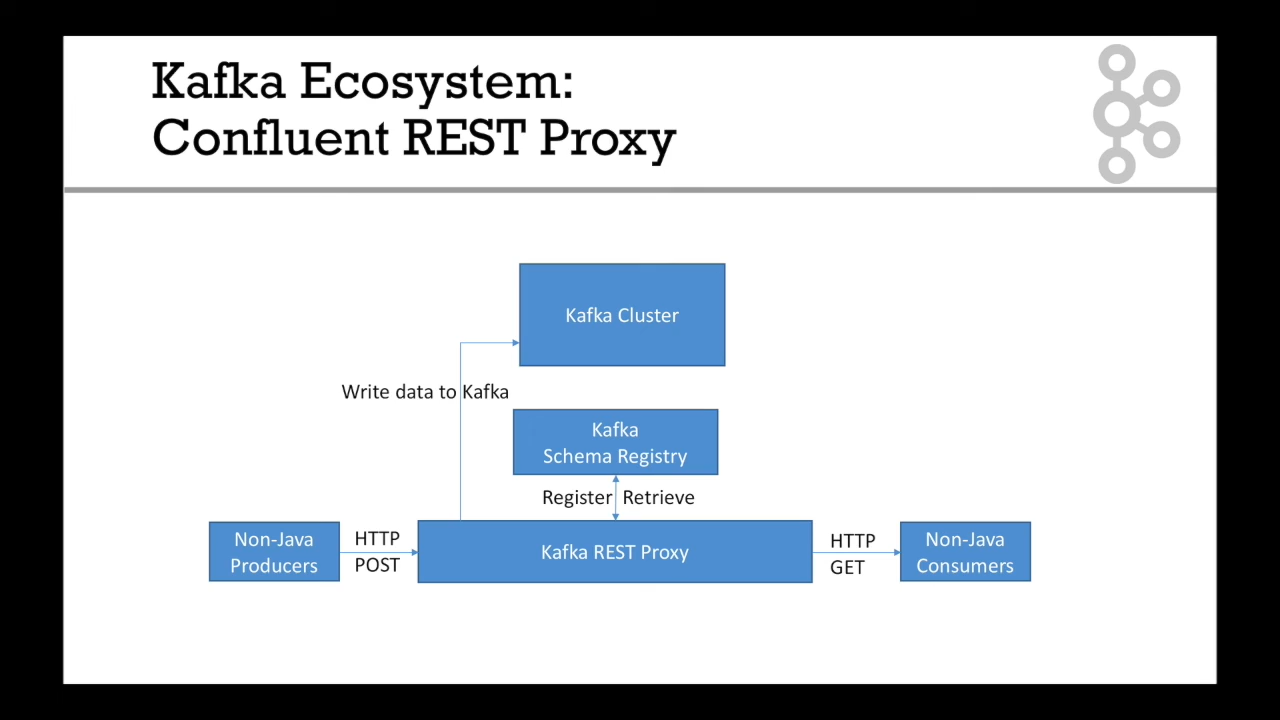 Kafka Ecosystem:
Confluent REST Proxy
Kafka Cluster
Write data to Kafka
Kafka
Schema Registry
Register Retrieve
Non-Java
Producers
HTTP
POST
Kafka REST Proxy
HTTP
GET
Non-Java
Consumers